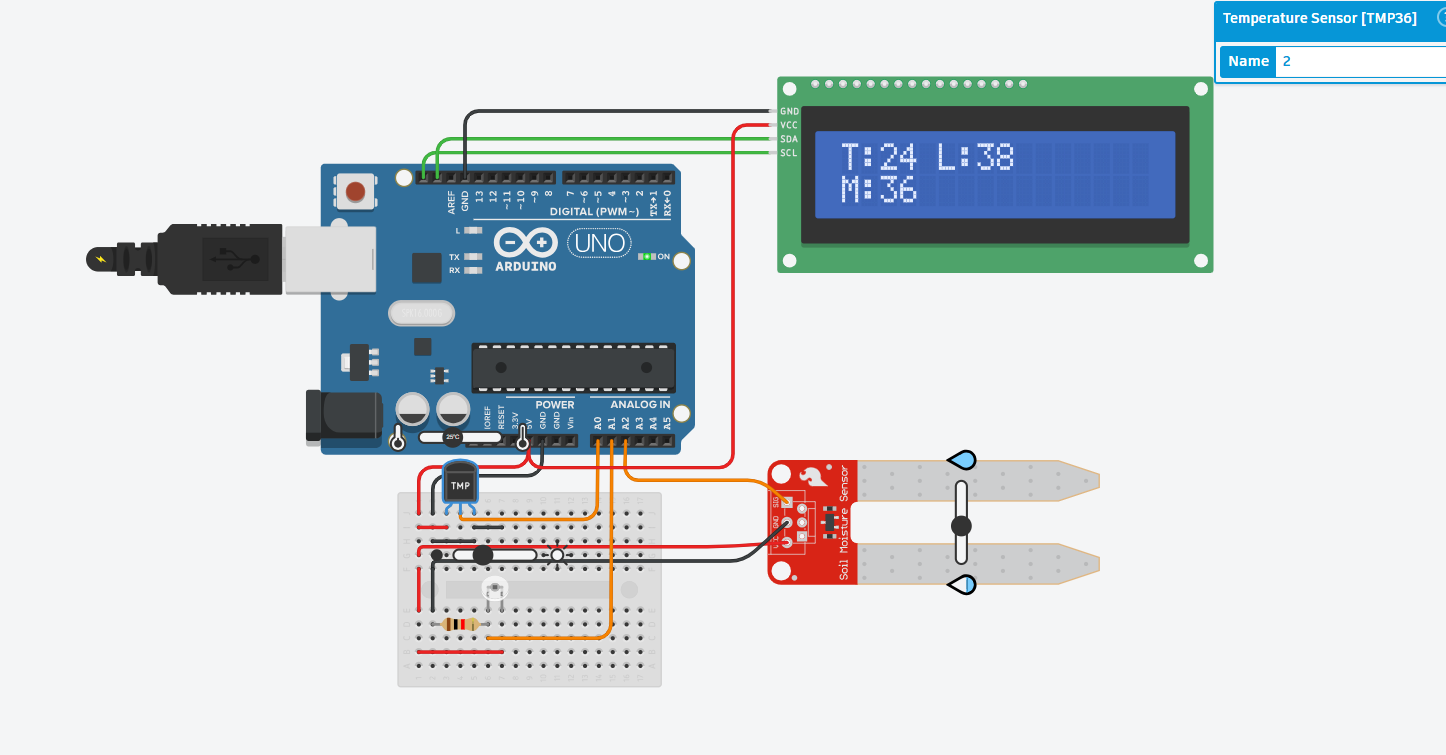 Temperature Sensor [TMP36]
Name 2
GND
VCC
SDA
SCL
T:24 L:38
M:36
AREF
GND
13
12
~11
~10
~9
8
7
~6
~5
4
~3
2
TX→1
RX←0
DIGITAL (PWM~)
L
TX
RX
UNO
ARDUINO
ON
POWER
ANALOG IN
IOREF
RESET
3.3V
5V
GND
GND
Vin
A0
A1
A2
A3
A4
A5
25°C
TMP
SIG
GND
Soil Moisture Sensor